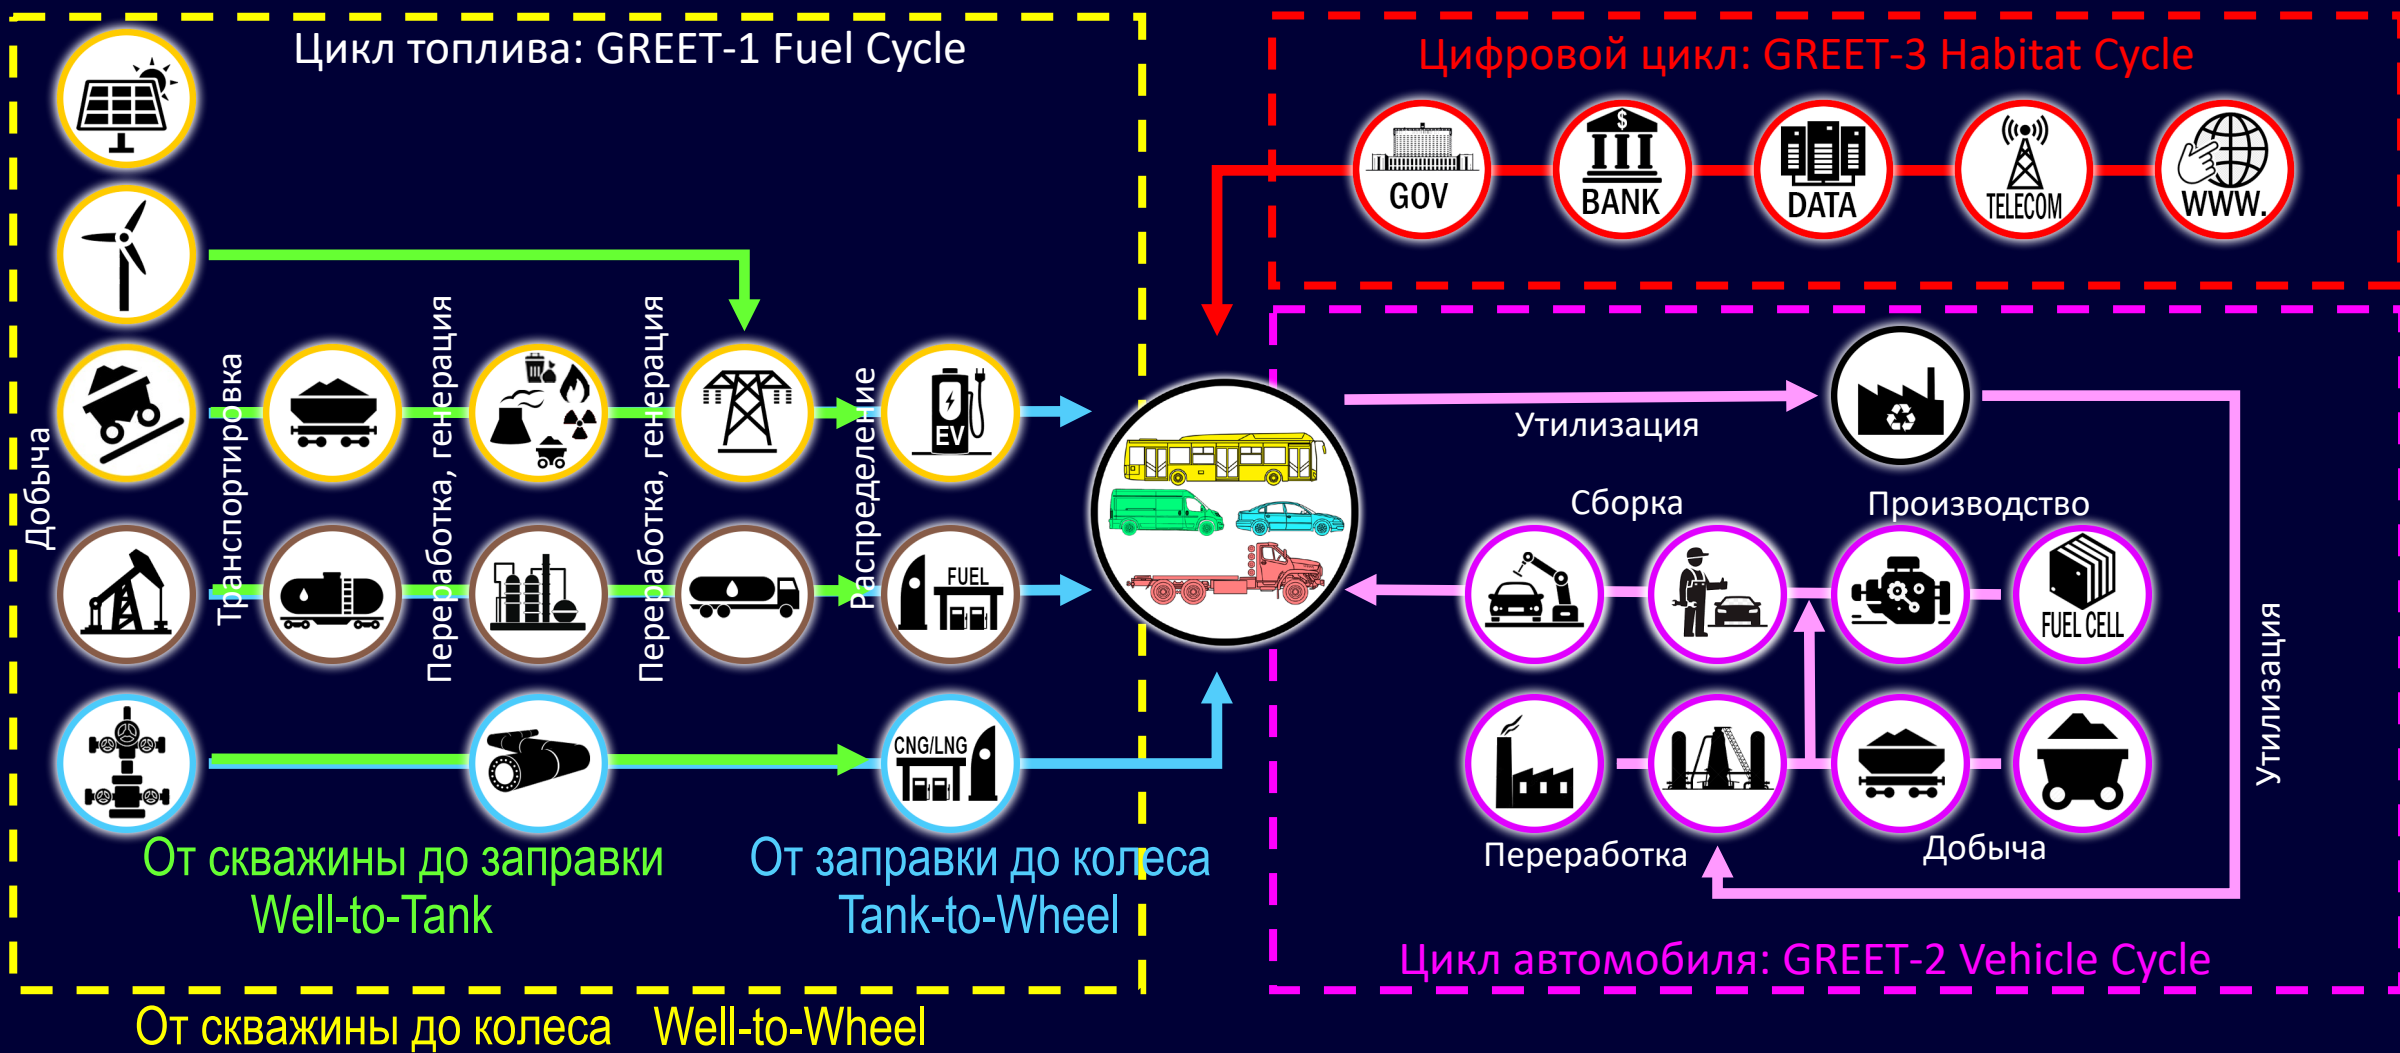 Цикл топлива: GREET-1 Fuel Cycle
Добыча
Транспортировка
Переработка, генерация
Переработка, генерация
Распределение
EV
FUEL
CNG/LNG
От скважины до заправки
Well-to-Tank
От заправки до колеса
Tank-to-Wheel
От скважины до колеса Well-to-Wheel
Цифровой цикл: GREET-3 Habitat Cycle
GOV
$
BANK
DATA
TELECOM
WWW.
Утилизация
Сборка
Производство
FUEL CELL
Утилизация
Переработка
Добыча
Цикл автомобиля: GREET-2 Vehicle Cycle